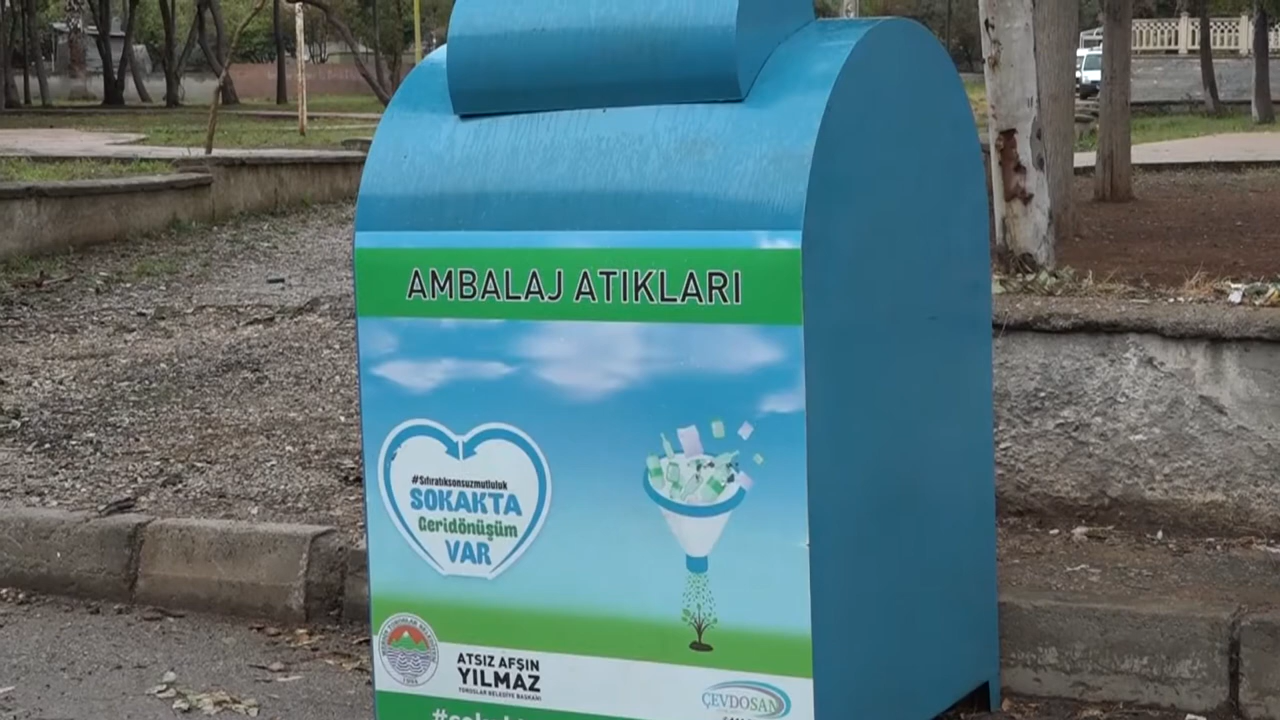 AMBALAJ ATIKLARI
#Sıfıratıksonsuzmutluluk
SOKAKTA
Geridönüşüm
VAR
ATSIZ AFŞIN
YILMAZ
TOROSLAR BELEDİYE BAŞKANI
ÇEVDOSAN